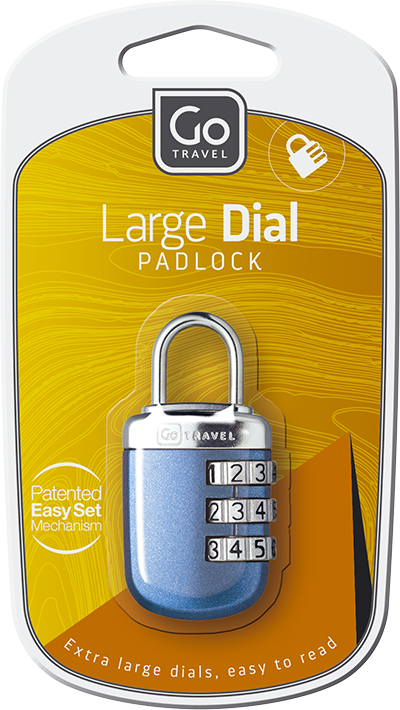 Go
TRAVEL
Large Dial
PADLOCK
Go TRAVEL
1 2 3
2 3 4
3 4 5
Patented
Easy Set
Mechanism
Extra large dials, easy to read